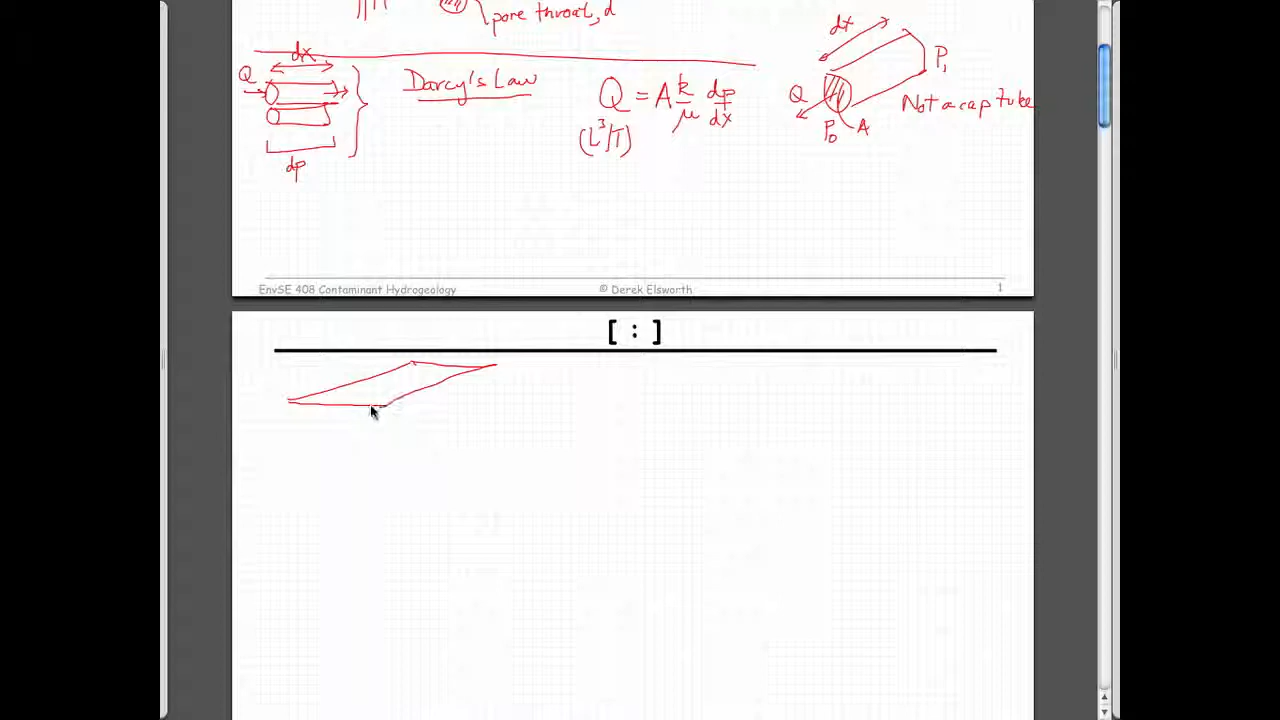 pore throat, d
dx
Q
Darcy's Law
Q = A k/μ dp/dx
(L³/T)
dp
dx
P₁
Q
Not a cap tube
P₀
A
EnvSE 408 Contaminant Hydrogeology
© Derek Elsworth
1
[ : ]